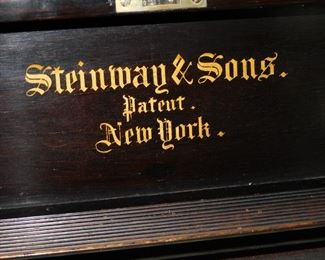 Steinway & Sons.
Patent.
New York.